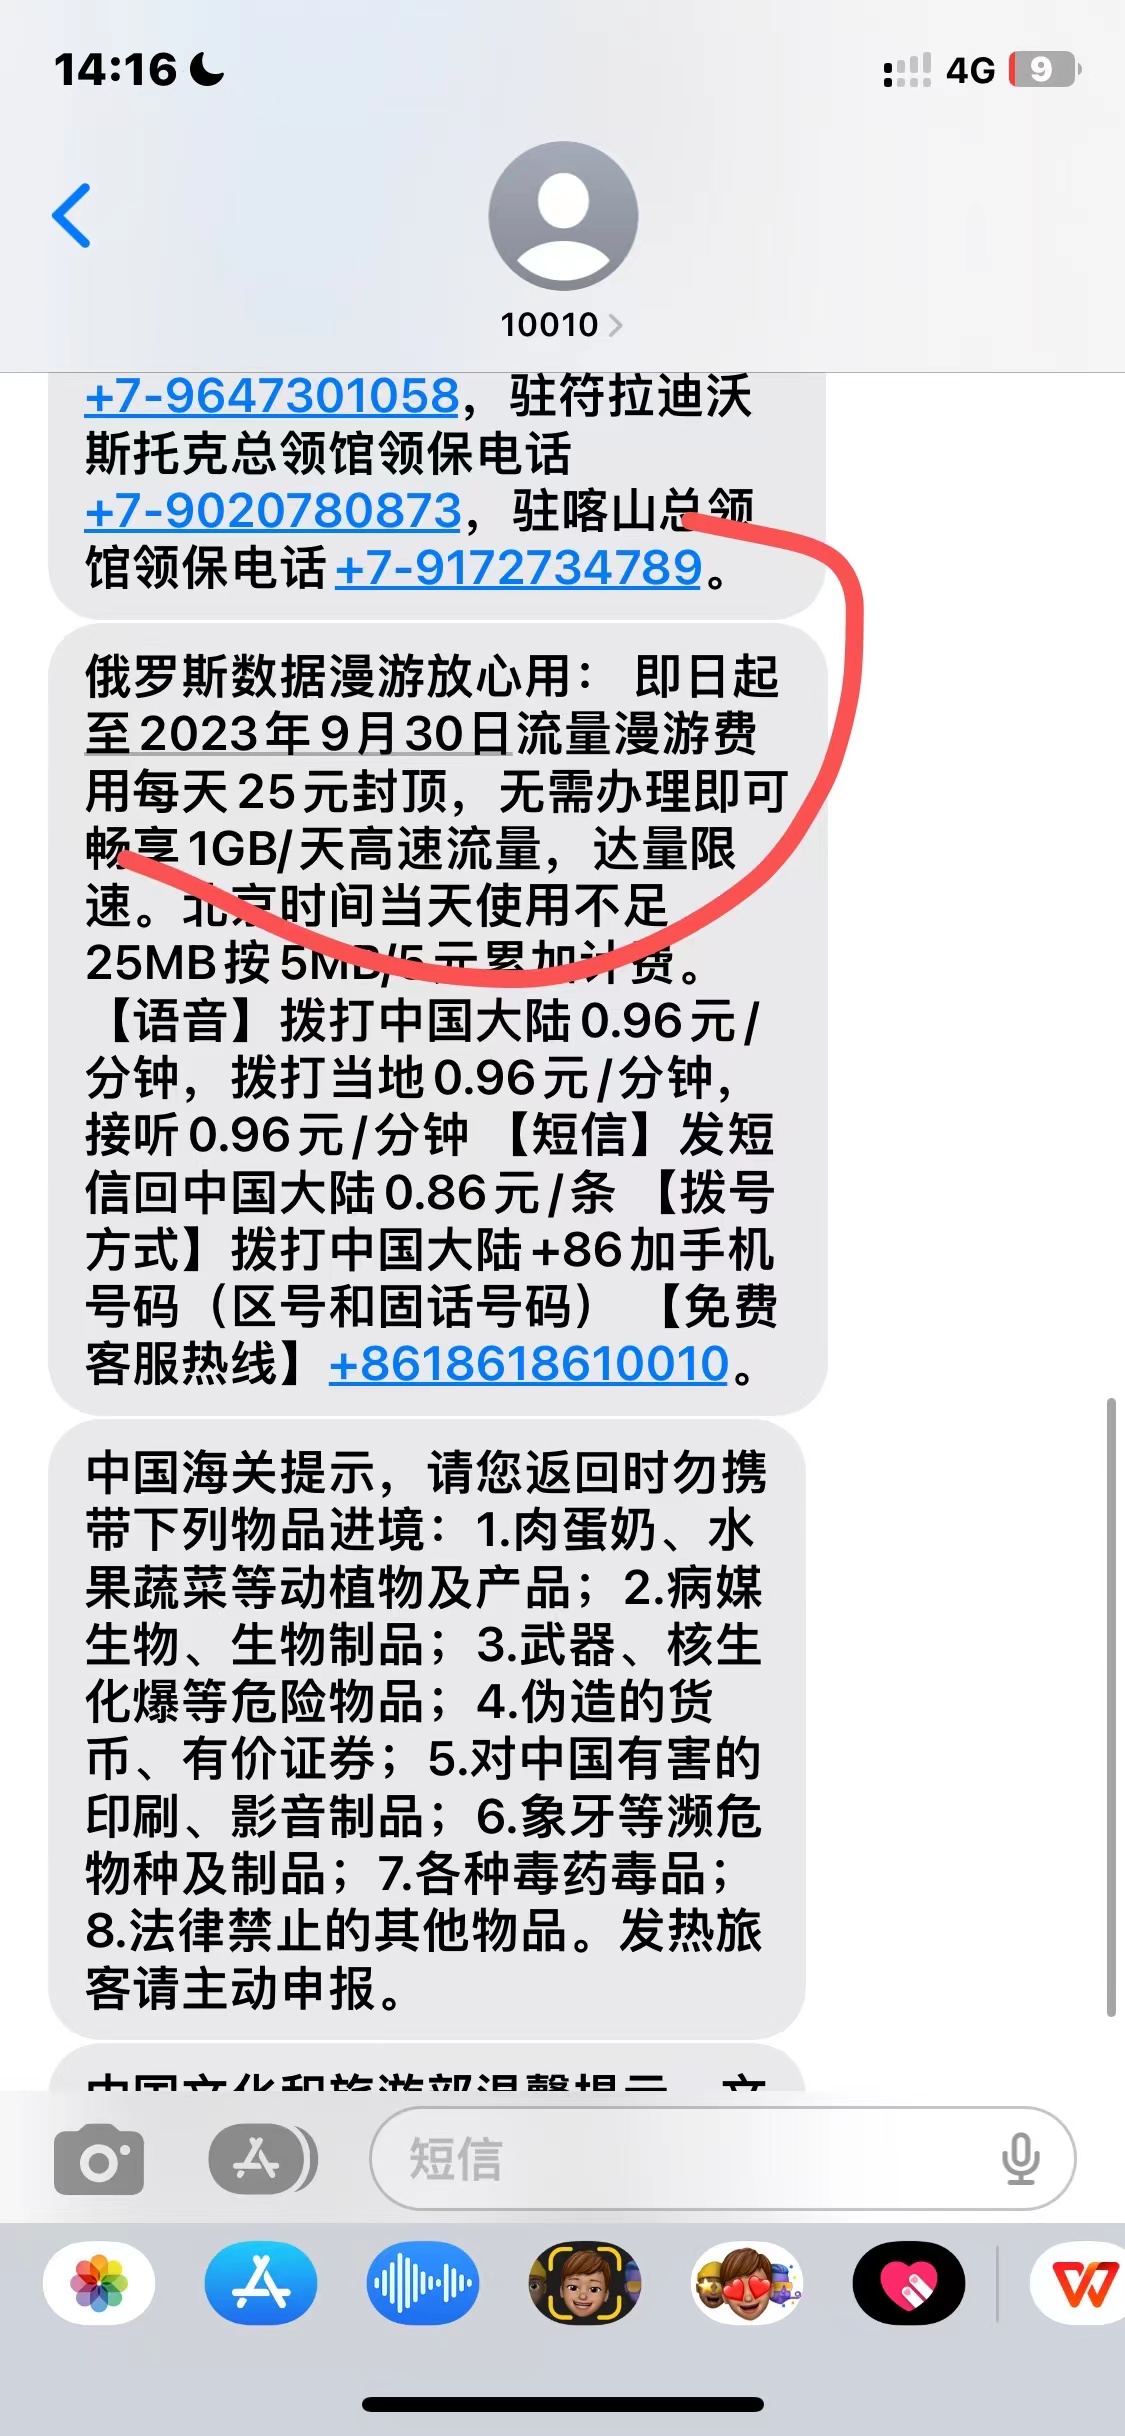 14:16
4G
9
10010
+7-9647301058，驻符拉迪沃
斯托克总领馆领保电话
+7-9020780873，驻喀山总领
馆领保电话+7-9172734789。
俄罗斯数据漫游放心用： 即日起
至2023年9月30日流量漫游费
用每天25元封顶，无需办理即可
畅享1GB/天高速流量，达量限
速。北京时间当天使用不足
25MB按5MB/5元累加计费。
【语音】拨打中国大陆0.96元/
分钟，拨打当地0.96元/分钟，
接听0.96元/分钟 【短信】发短
信回中国大陆0.86元/条 【拨号
方式】拨打中国大陆+86加手机
号码（区号和固话号码） 【免费
客服热线】+8618618610010。
中国海关提示，请您返回时勿携
带下列物品进境：1.肉蛋奶、水
果蔬菜等动植物及产品；2.病媒
生物、生物制品；3.武器、核生
化爆等危险物品；4.伪造的货
币、有价证券；5.对中国有害的
印刷、影音制品；6.象牙等濒危
物种及制品；7.各种毒药毒品；
8.法律禁止的其他物品。发热旅
客请主动申报。
中国文化和旅游部温馨提示，文
短信